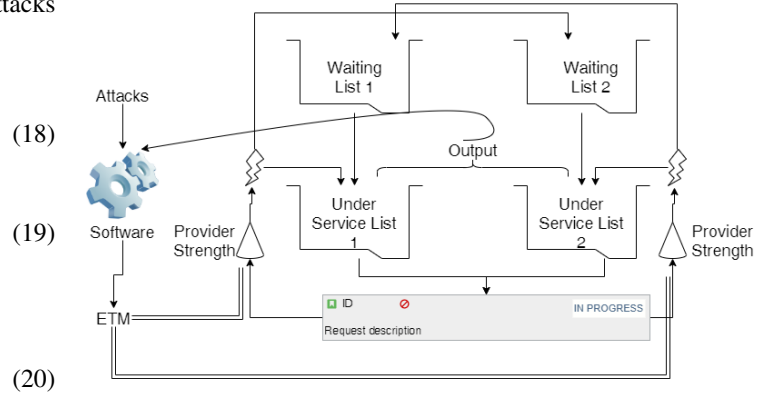 ttacks
Waiting
List 1
Waiting
List 2
Attacks
(18)
Output
Under
Service List
1
Under
Service List
2
(19)
Software
Provider
Strength
Provider
Strength
ID
IN PROGRESS
ETM
Request description
(20)